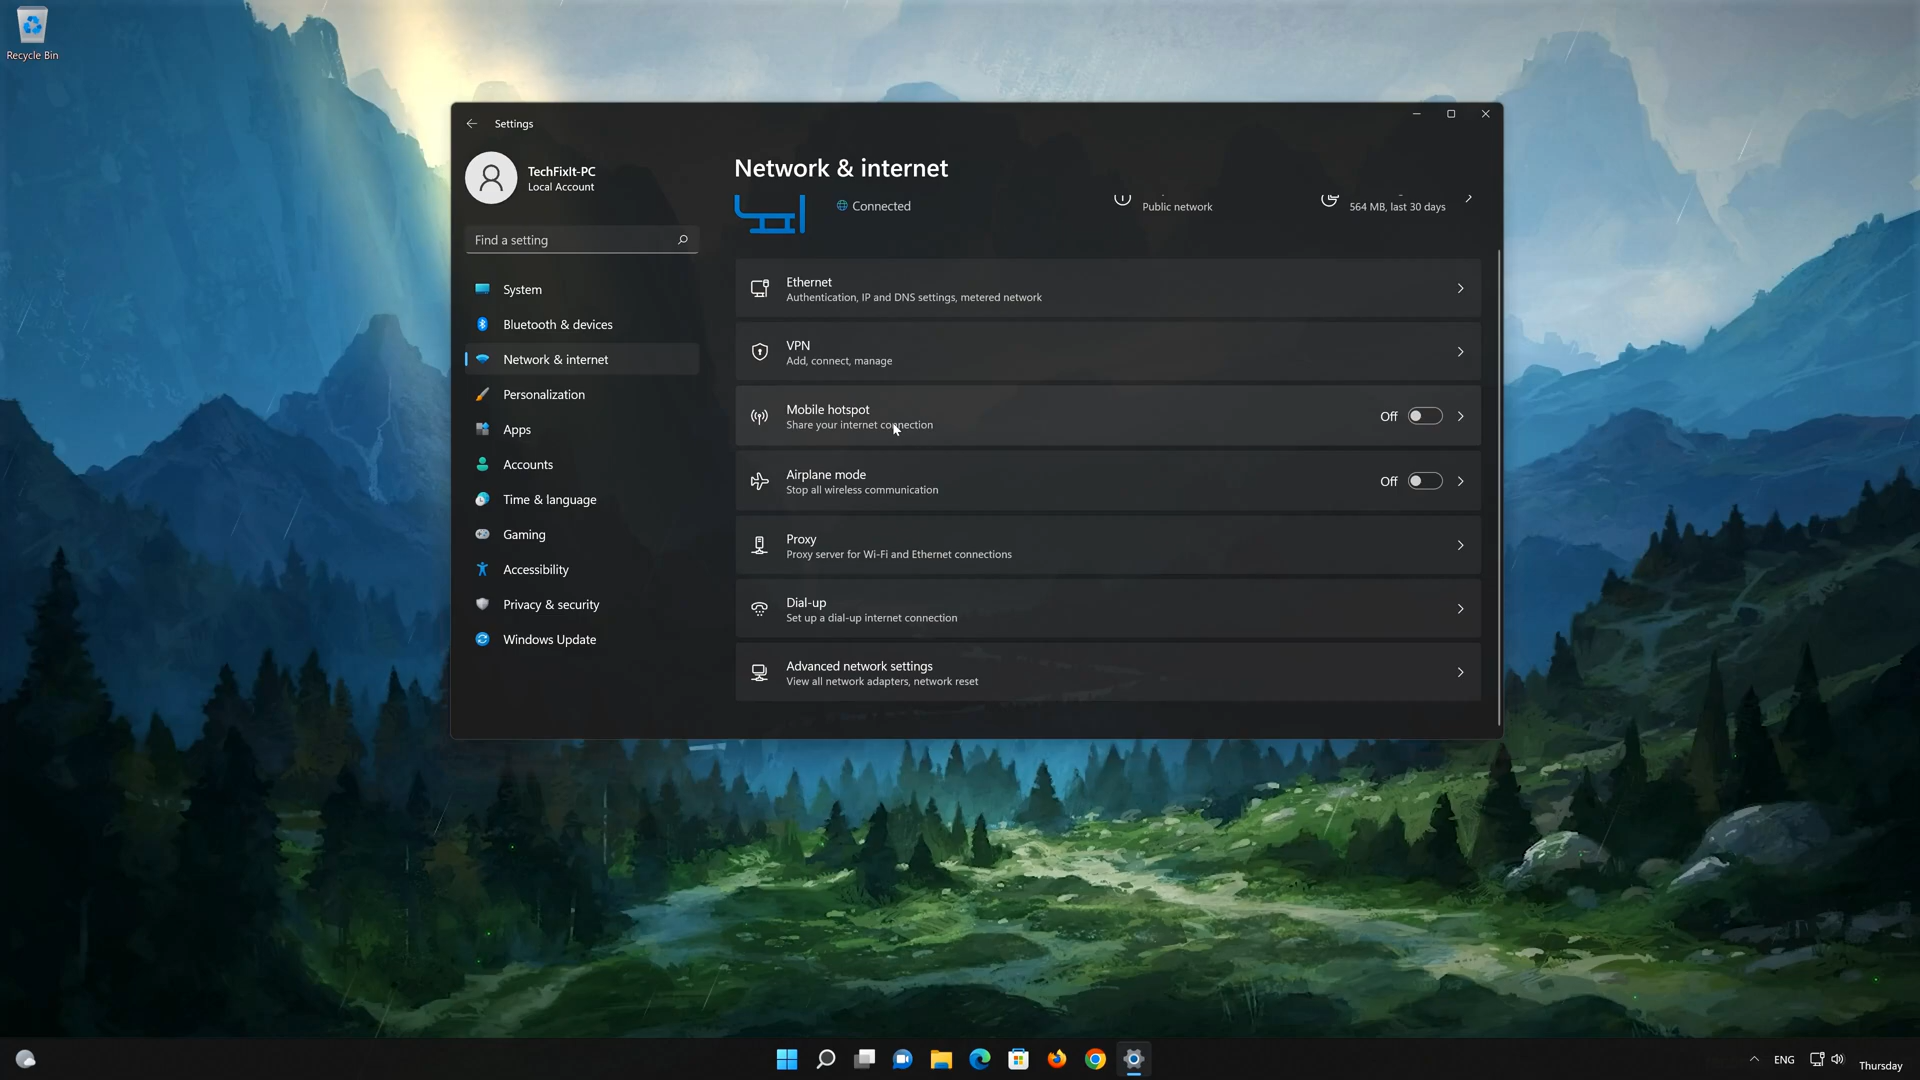 Recycle Bin
Settings
TechFixIt-PC
Local Account
Find a setting
System
Bluetooth & devices
Network & internet
Personalization
Apps
Accounts
Time & language
Gaming
Accessibility
Privacy & security
Windows Update
Network & internet
Connected
Public network
564 MB, last 30 days
Ethernet
Authentication, IP and DNS settings, metered network
VPN
Add, connect, manage
Mobile hotspot
Share your internet connection
Off
Airplane mode
Stop all wireless communication
Off
Proxy
Proxy server for Wi-Fi and Ethernet connections
Dial-up
Set up a dial-up internet connection
Advanced network settings
View all network adapters, network reset
ENG
Thursday